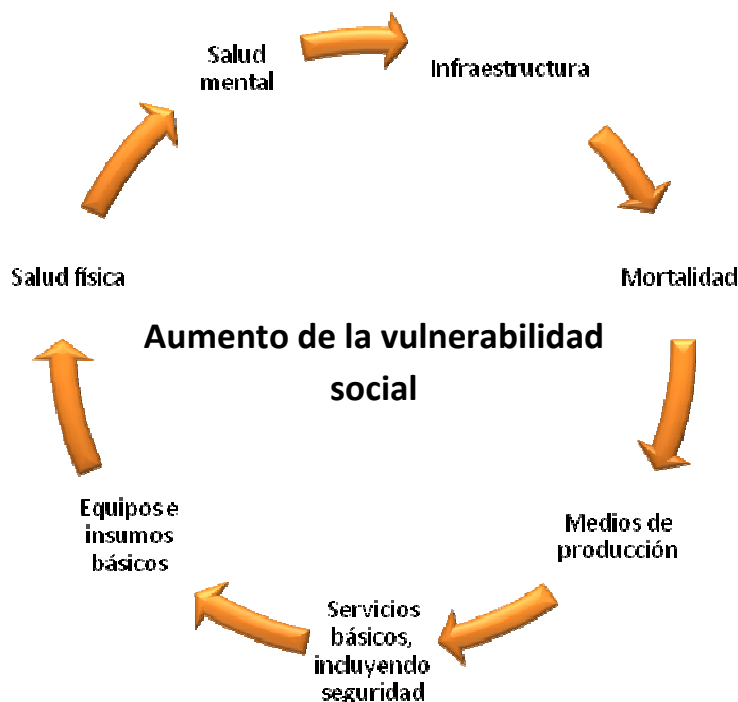 Salud
mental
Infraestructura
Salud física
Mortalidad
Aumento de la vulnerabilidad
social
Equipos e
insumos
básicos
Medios de
producción
Servicios
básicos,
incluyendo
seguridad